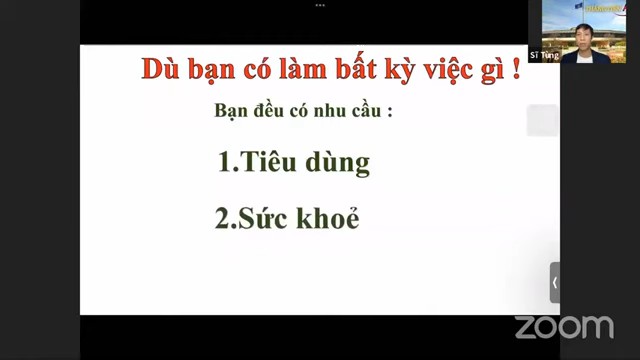 Dù bạn có làm bất kỳ việc gì !
Bạn đều có nhu cầu :
1.Tiêu dùng
2.Sức khoẻ
Sĩ Tùng
zoom